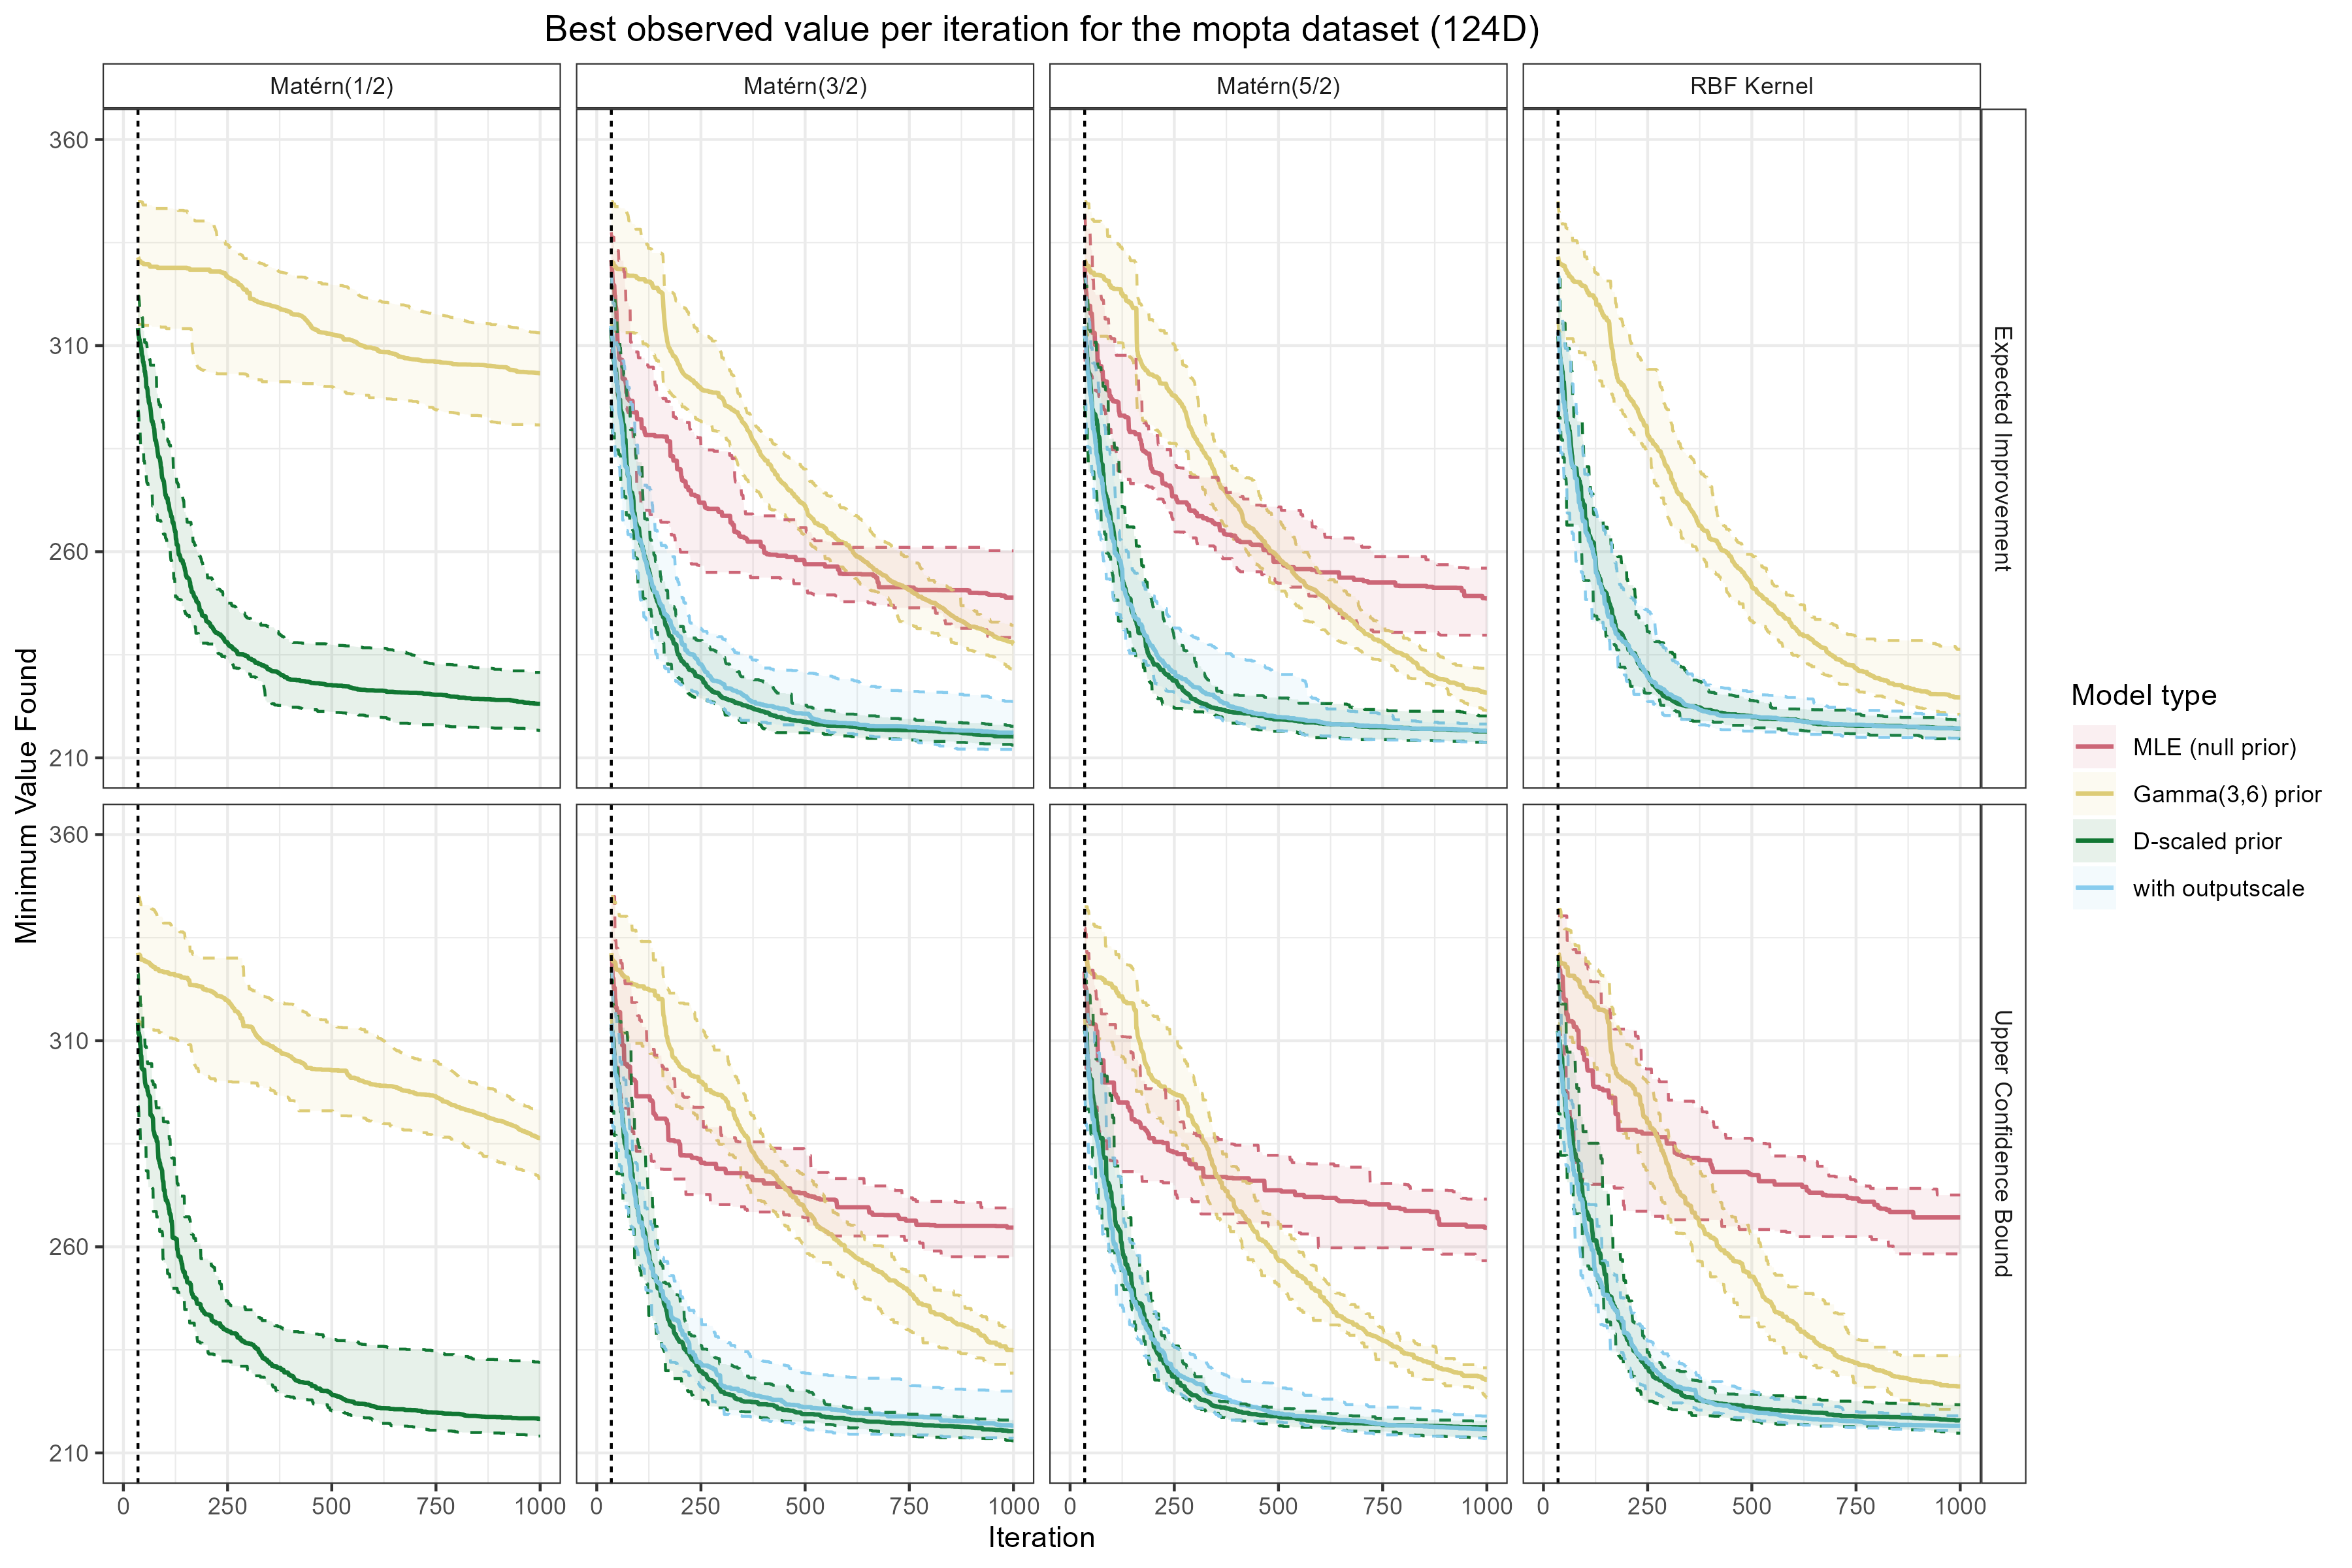 Best observed value per iteration for the mopta dataset (124D)
Matérn(1/2)
Matérn(3/2)
Matérn(5/2)
RBF Kernel
360
310
260
210
Expected Improvement
360
310
260
210
Upper Confidence Bound
Minimum Value Found
0 250 500 750 1000
0 250 500 750 1000
0 250 500 750 1000
0 250 500 750 1000
Iteration
Model type
MLE (null prior)
Gamma(3,6) prior
D-scaled prior
with outputscale